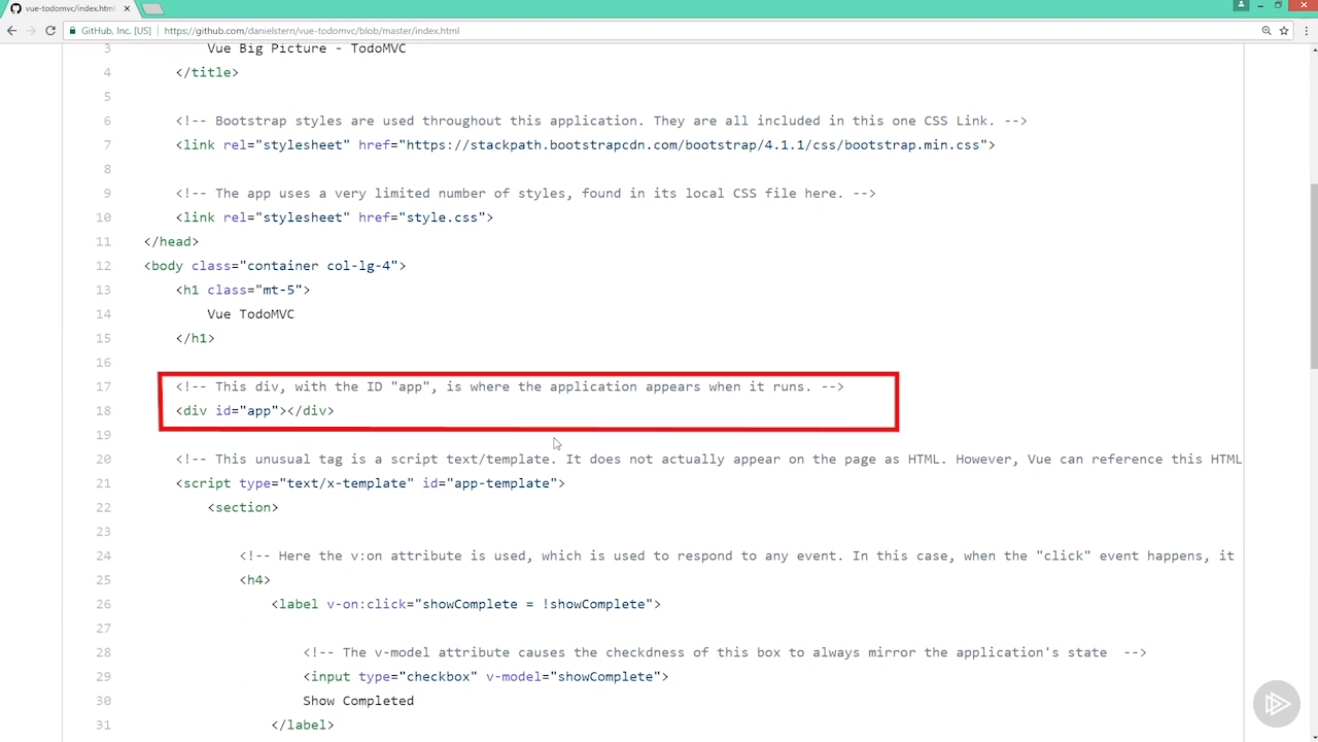 vue-todomvc/index.html
GitHub, Inc. [US] https://github.com/danielstern/vue-todomvc/blob/master/index.html
3 Vue Big Picture - TodoMVC
4 </title>
5
6 <!-- Bootstrap styles are used throughout this application. They are all included in this one CSS Link. -->
7 <link rel="stylesheet" href="https://stackpath.bootstrapcdn.com/bootstrap/4.1.1/css/bootstrap.min.css">
8
9 <!-- The app uses a very limited number of styles, found in its local CSS file here. -->
10 <link rel="stylesheet" href="style.css">
11 </head>
12 <body class="container col-lg-4">
13 <h1 class="mt-5">
14 Vue TodoMVC
15 </h1>
16
17 <!-- This div, with the ID "app", is where the application appears when it runs. -->
18 <div id="app"></div>
19
20 <!-- This unusual tag is a script text/template. It does not actually appear on the page as HTML. However, Vue can reference this HTML
21 <script type="text/x-template" id="app-template">
22 <section>
23
24 <!-- Here the v:on attribute is used, which is used to respond to any event. In this case, when the "click" event happens, it
25 <h4>
26 <label v-on:click="showComplete = !showComplete">
27
28 <!-- The v-model attribute causes the checkdness of this box to always mirror the application's state -->
29 <input type="checkbox" v-model="showComplete">
30 Show Completed
31 </label>